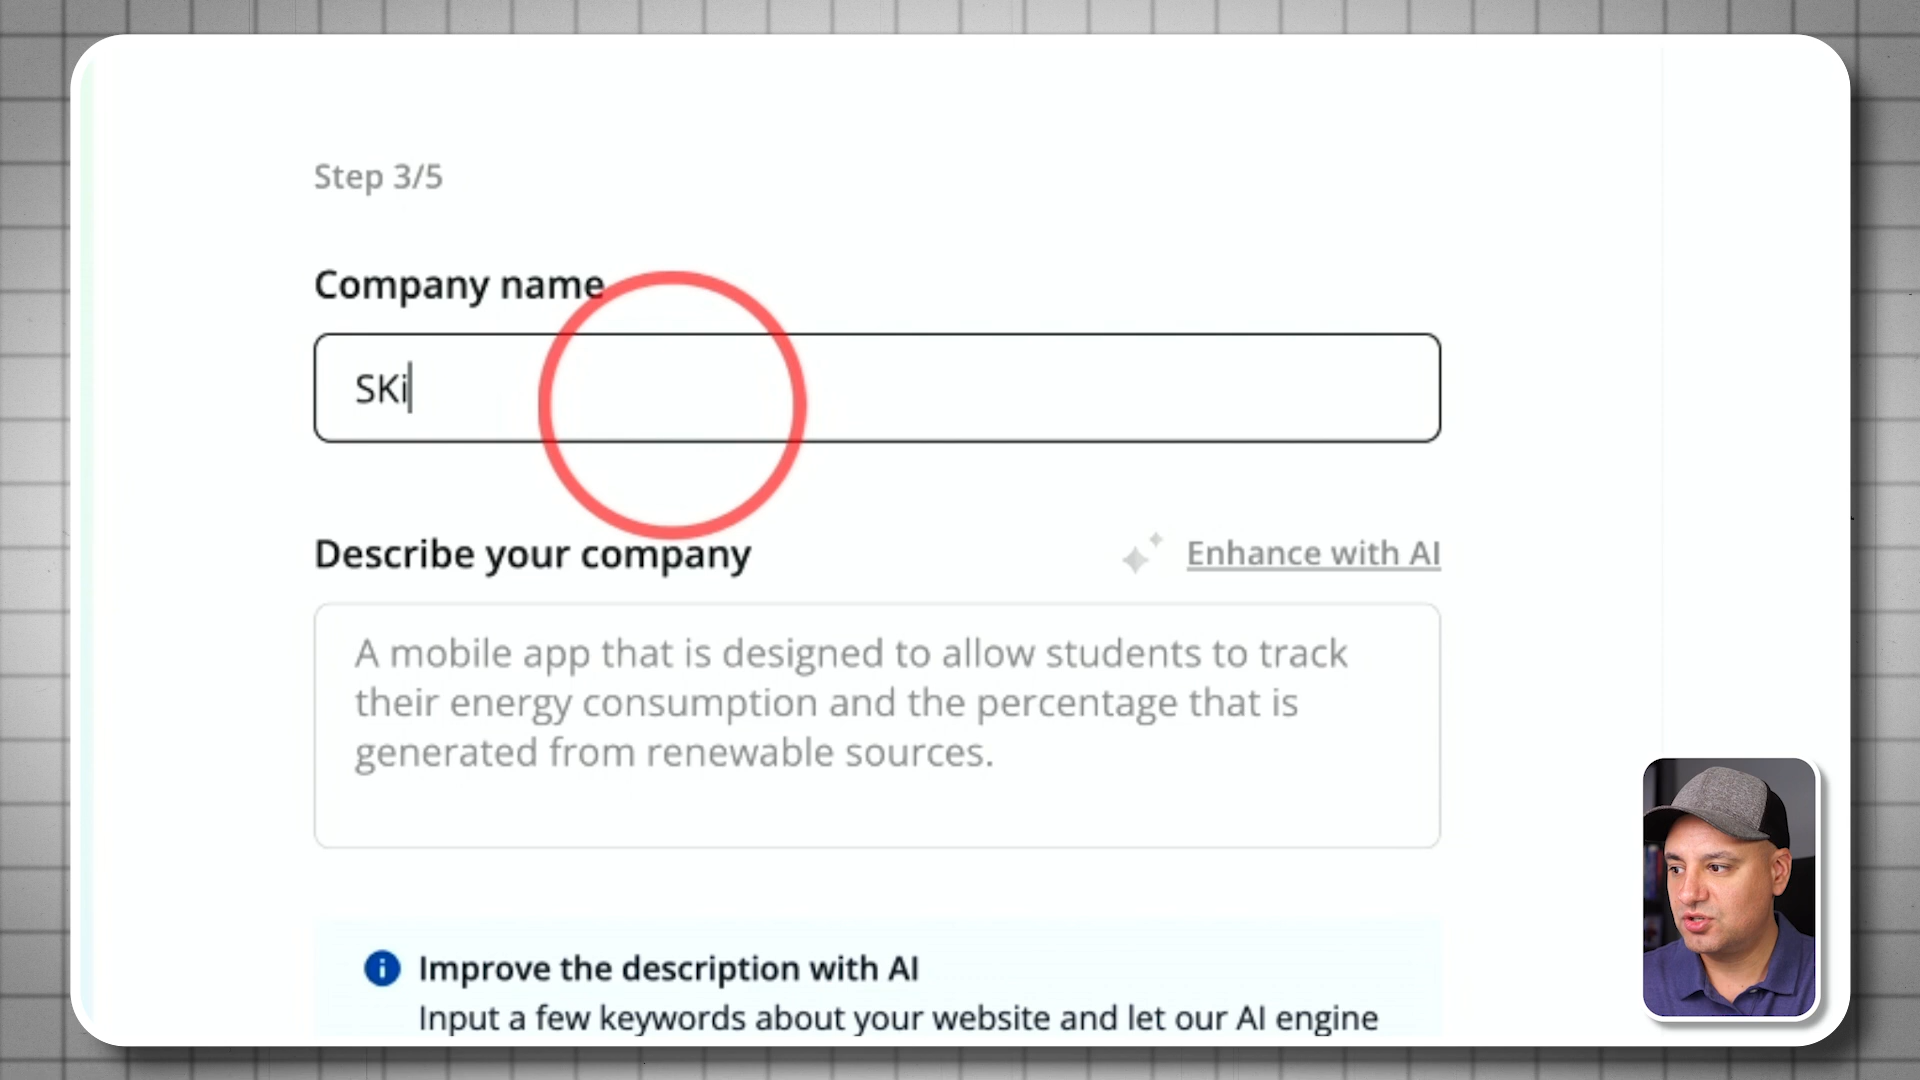 Step 3/5
Company name
SKi
Describe your company
Enhance with AI
A mobile app that is designed to allow students to track
their energy consumption and the percentage that is
generated from renewable sources.
Improve the description with AI
Input a few keywords about your website and let our AI engine